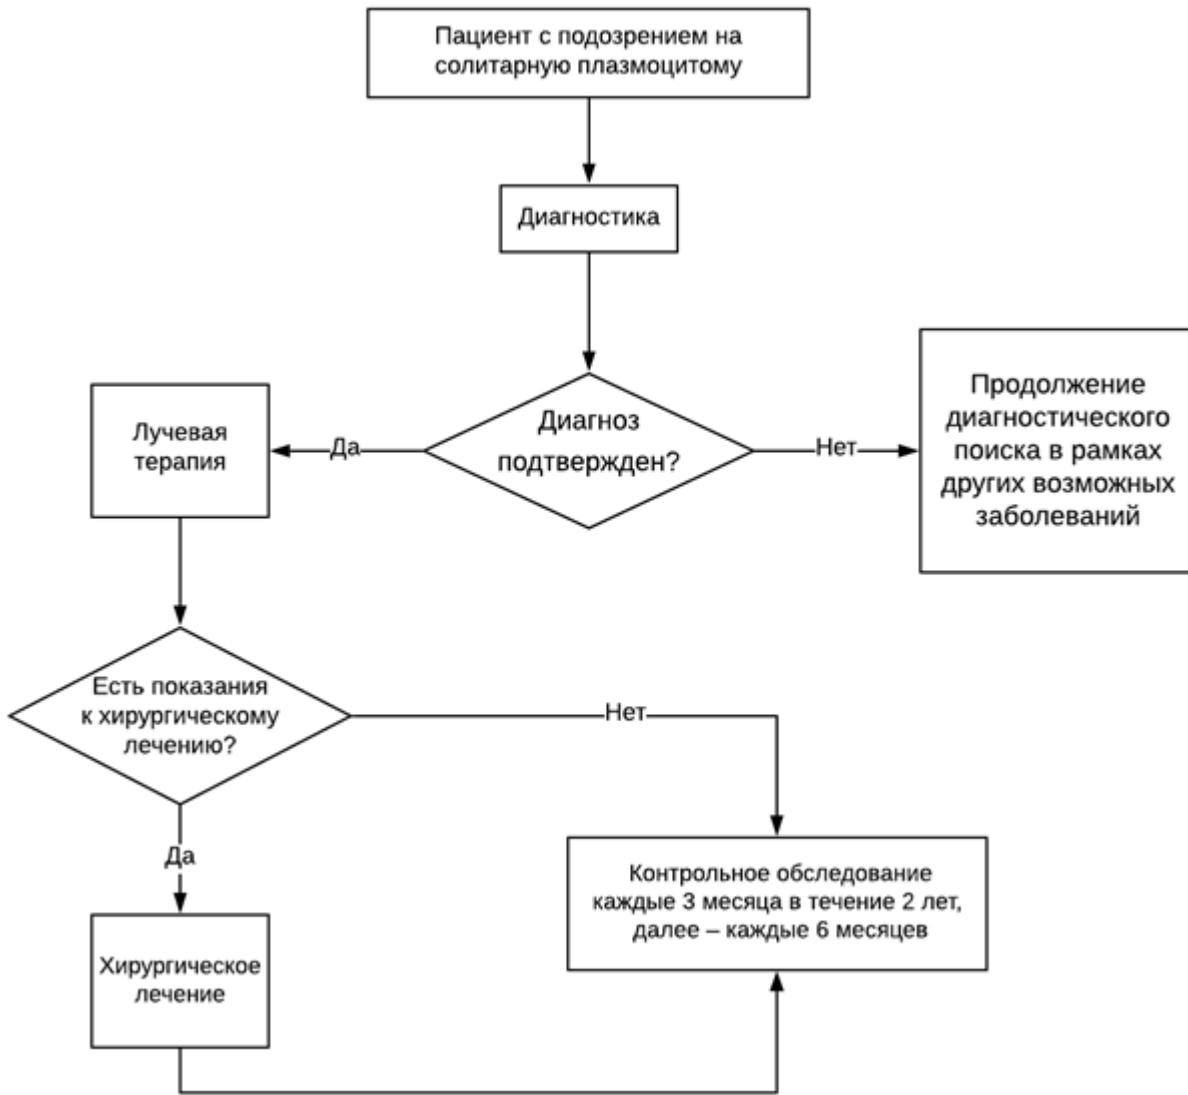 Пациент с подозрением на
солитарную плазмоцитому
Диагностика
Диагноз
подтвержден?
Да
Нет
Лучевая
терапия
Продолжение
диагностического
поиска в рамках
других возможных
заболеваний
Есть показания
к хирургическому
лечению?
Нет
Да
Контрольное обследование
каждые 3 месяца в течение 2 лет,
далее – каждые 6 месяцев
Хирургическое
лечение